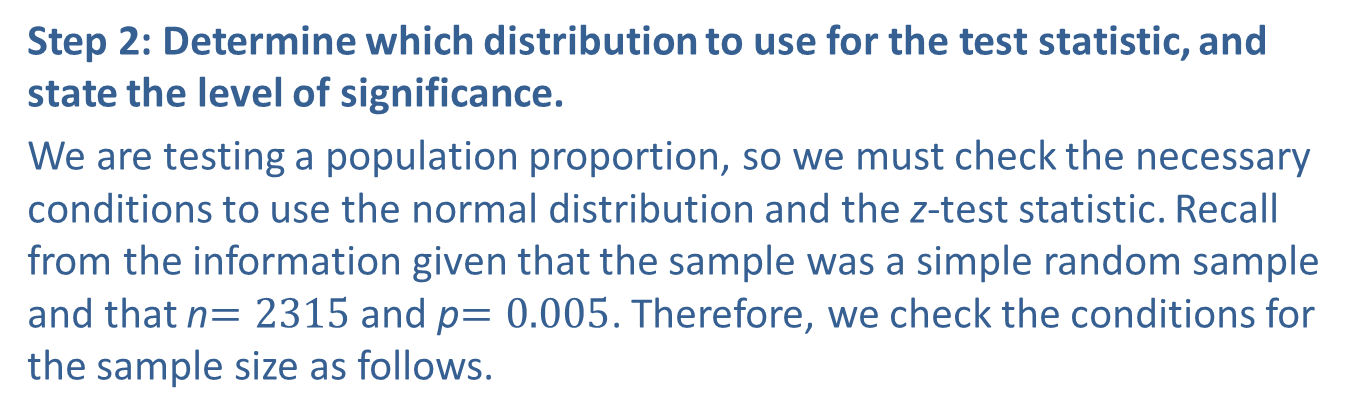 Step 2: Determine which distribution to use for the test statistic, and
state the level of significance.
We are testing a population proportion, so we must check the necessary
conditions to use the normal distribution and the z-test statistic. Recall
from the information given that the sample was a simple random sample
and that n= 2315 and p= 0.005. Therefore, we check the conditions for
the sample size as follows.